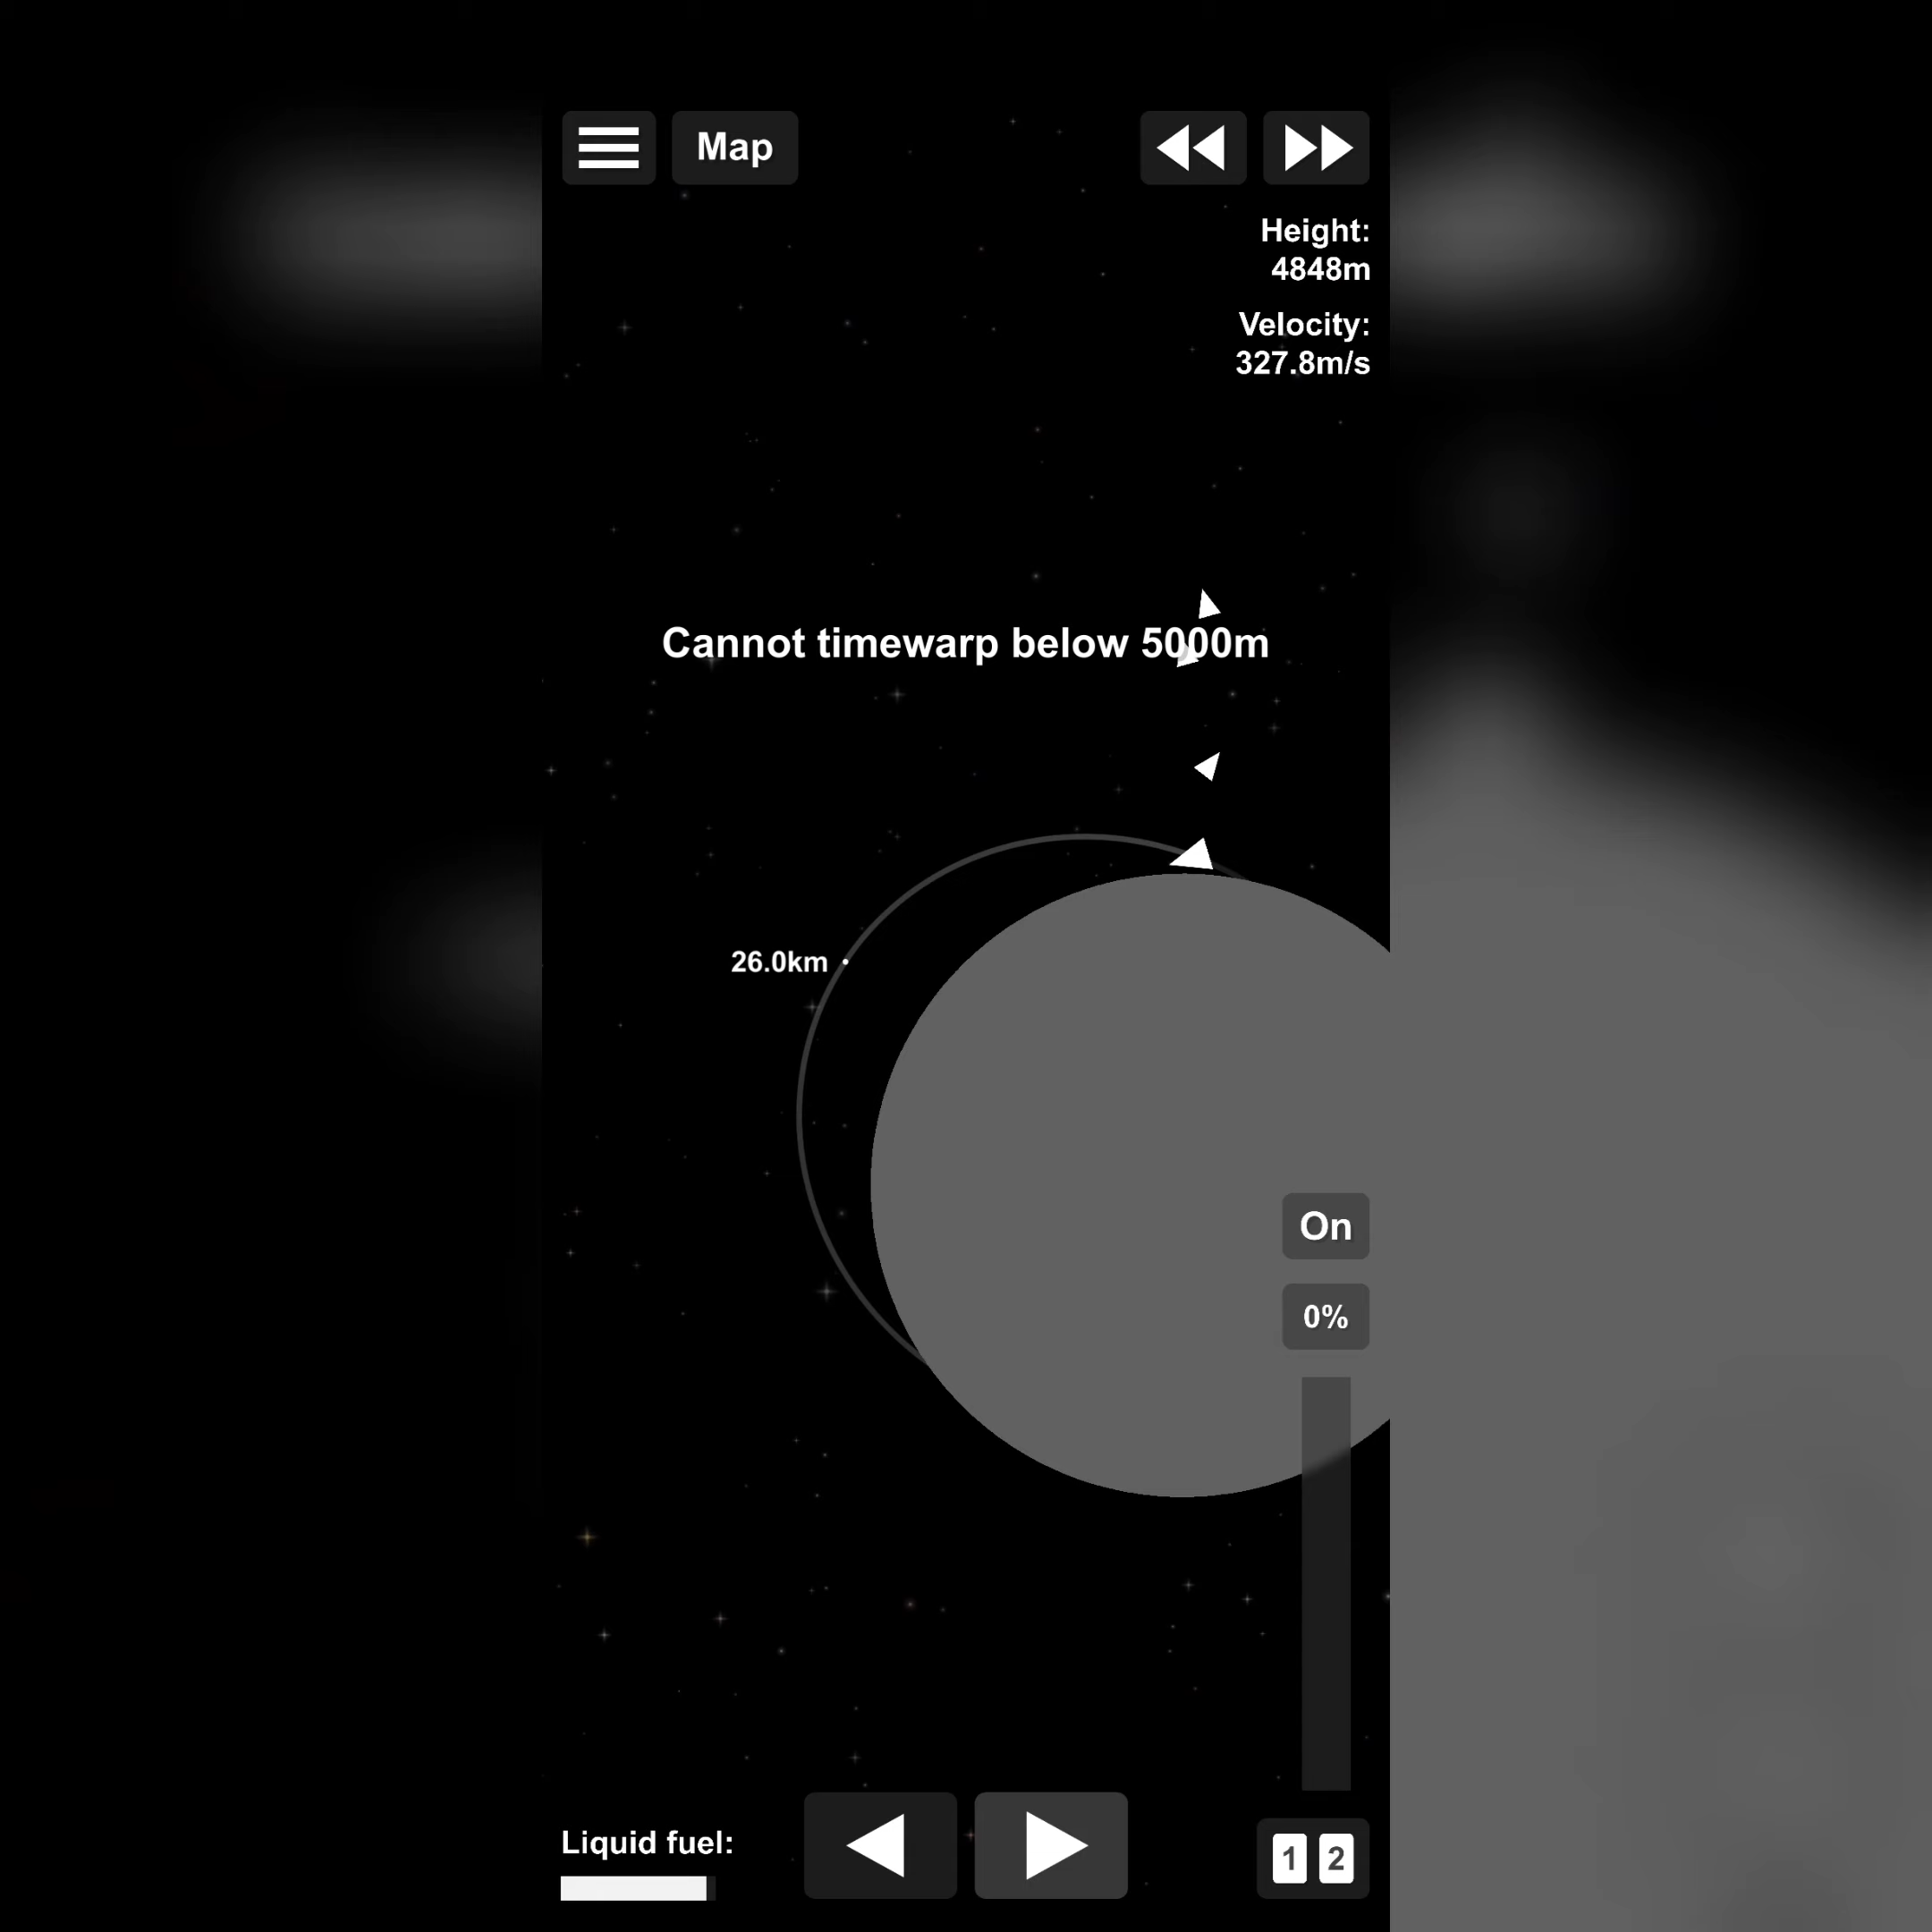 Map
Height:
4848m
Velocity:
327.8m/s
Cannot timewarp below 5000m
26.0km
On
0%
Liquid fuel:
1 2